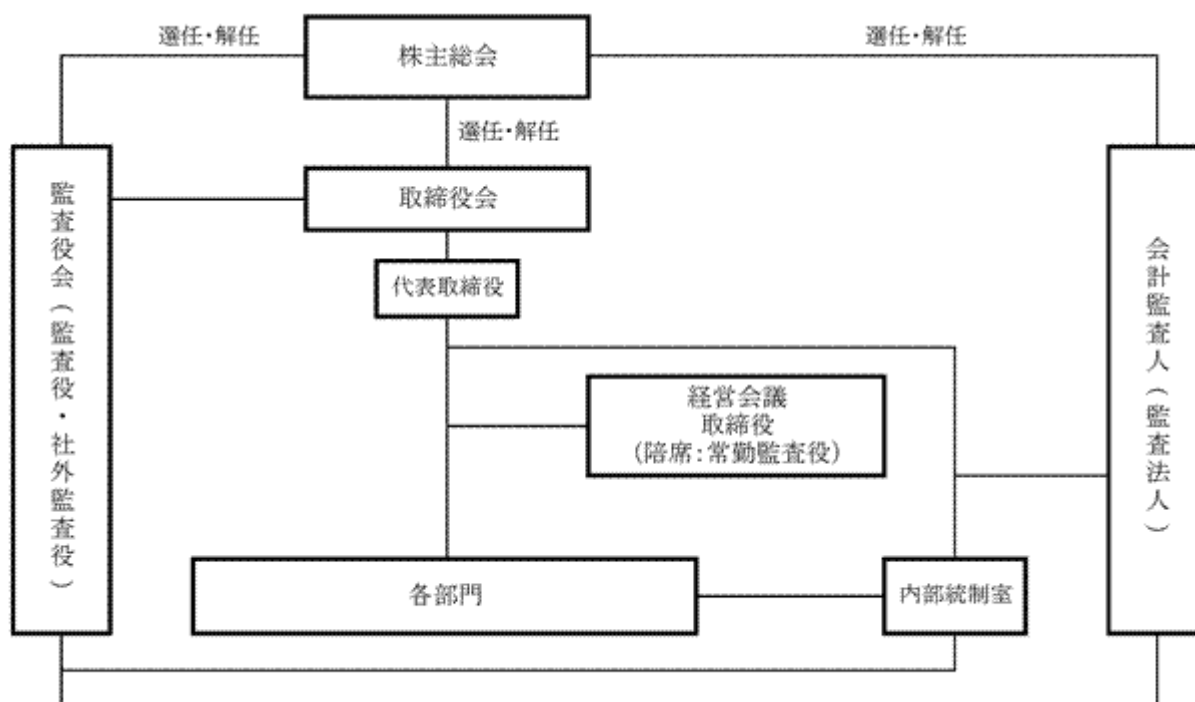 選任・解任
株主総会
選任・解任
選任・解任
取締役会
代表取締役
監査役会（監査役・社外監査役）
経営会議
取締役
（陪席：常勤監査役）
会計監査人（監査法人）
各部門
内部統制室